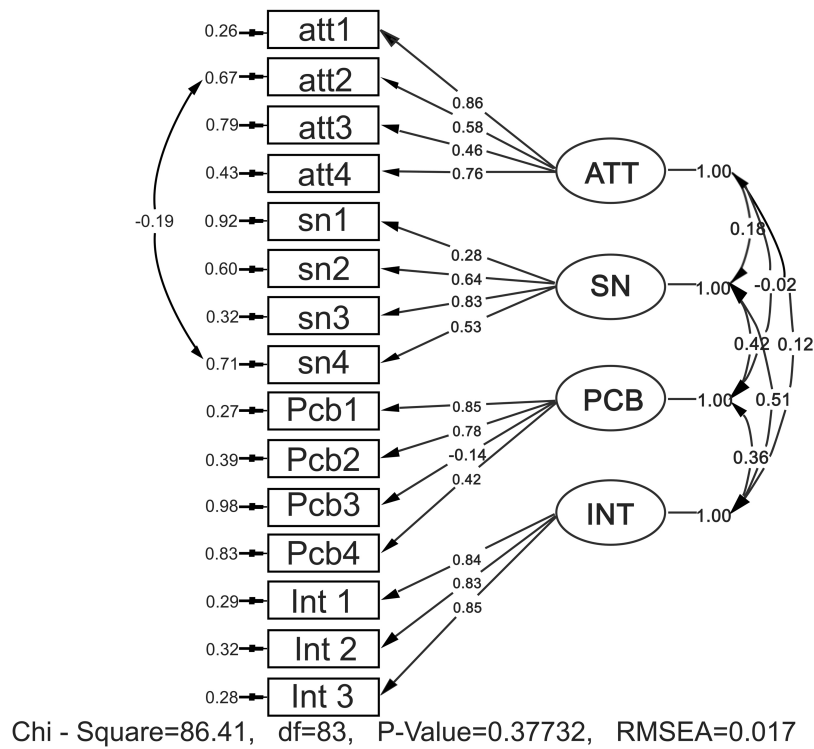 0.26 att1
0.86
0.67 att2
0.58
0.79 att3
0.46
0.43 att4
0.76
ATT 1.00
-0.19
0.92 sn1
0.18
0.28
0.60 sn2
0.64
SN 1.00 -0.02
0.83
0.32 sn3
0.53
0.42 0.12
0.71 sn4
0.27 Pcb1
0.85
PCB 1.00 0.51
0.78
0.39 Pcb2
-0.14
0.36
0.42
0.98 Pcb3
INT 1.00
0.83 Pcb4
0.84
0.83
0.29 Int 1
0.85
0.32 Int 2
0.28 Int 3
Chi - Square=86.41, df=83, P-Value=0.37732, RMSEA=0.017